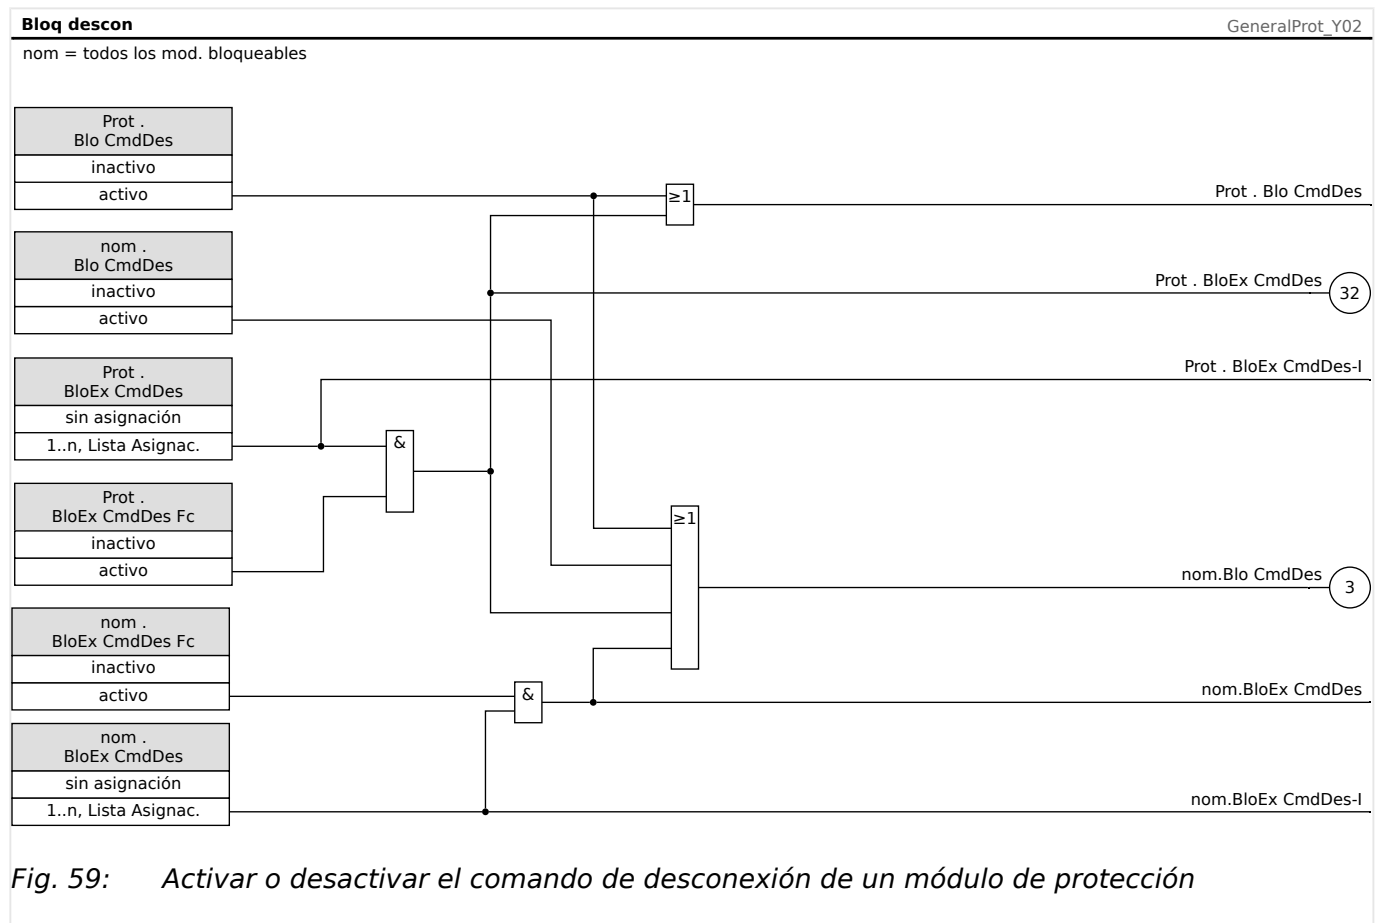 Bloq descon
GeneralProt_Y02
nom = todos los mod. bloqueables
Prot .
Blo CmdDes
inactivo
activo
≥1
Prot . Blo CmdDes
nom .
Blo CmdDes
inactivo
activo
Prot . BloEx CmdDes
32
Prot .
BloEx CmdDes
sin asignación
1..n, Lista Asignac.
Prot . BloEx CmdDes-I
&
Prot .
BloEx CmdDes Fc
inactivo
activo
≥1
nom.Blo CmdDes
3
nom .
BloEx CmdDes Fc
inactivo
activo
&
nom.BloEx CmdDes
nom .
BloEx CmdDes
sin asignación
1..n, Lista Asignac.
nom.BloEx CmdDes-I
Fig. 59: Activar o desactivar el comando de desconexión de un módulo de protección